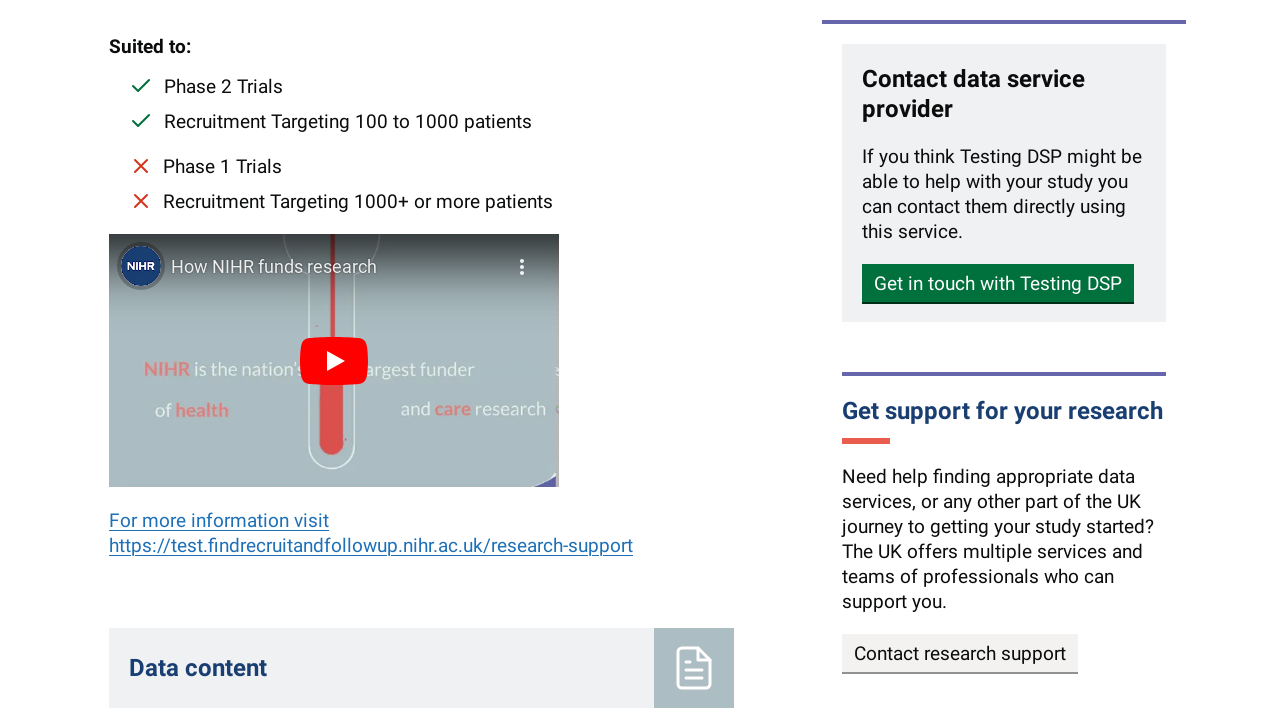 Suited to:
Phase 2 Trials
Recruitment Targeting 100 to 1000 patients
Phase 1 Trials
Recruitment Targeting 1000+ or more patients
NIHR
How NIHR funds research
NIHR is the nation's argest funder
of health and care research
For more information visit
https://test.findrecruitandfollowup.nihr.ac.uk/research-support
Data content
Contact data service
provider
If you think Testing DSP might be
able to help with your study you
can contact them directly using
this service.
Get in touch with Testing DSP
Get support for your research
Need help finding appropriate data
services, or any other part of the UK
journey to getting your study started?
The UK offers multiple services and
teams of professionals who can
support you.
Contact research support